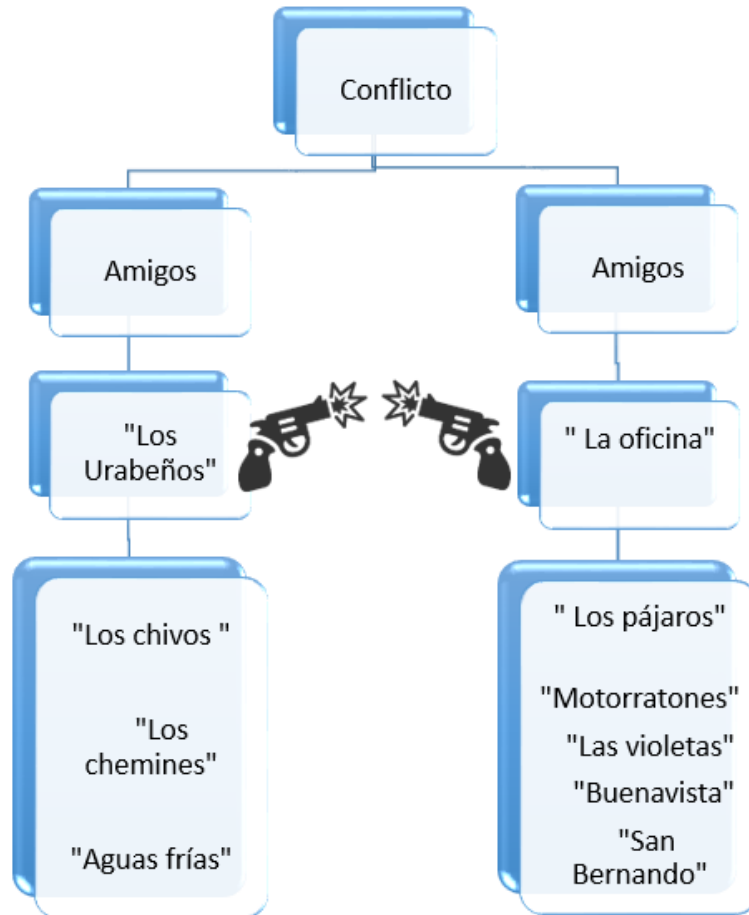 Conflicto
Amigos
Amigos
"Los
Urabeños"
" La oficina"
"Los chivos "
"Los
chemines"
"Aguas frías"
" Los pájaros"
"Motorratones"
"Las violetas"
"Buenavista"
"San
Bernando"